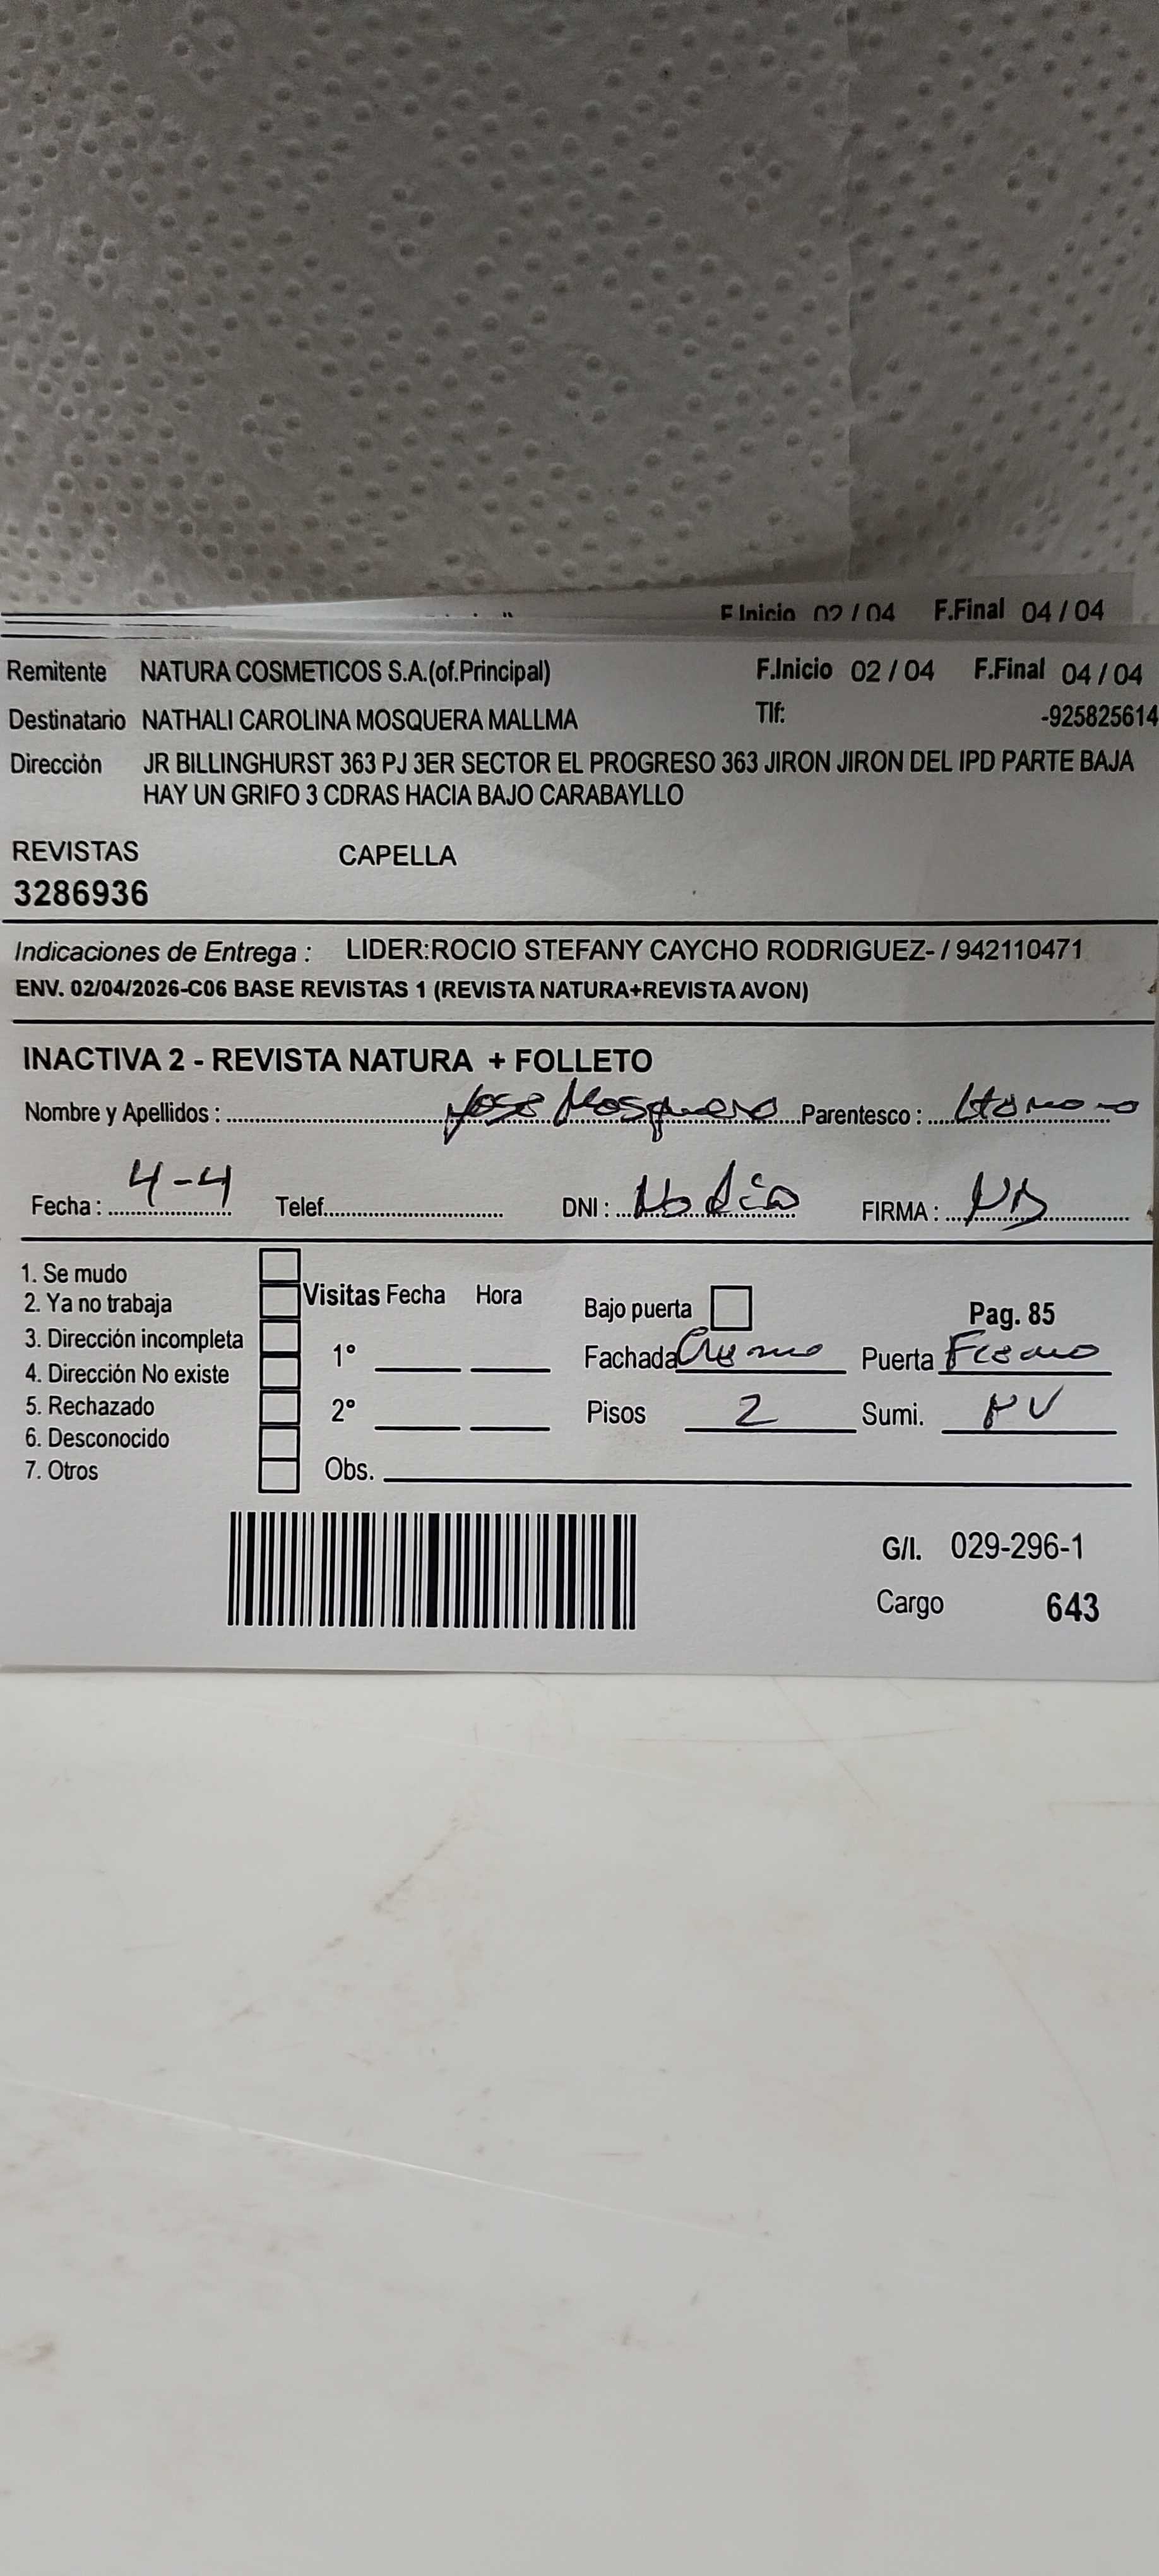 F.Inicio 02 / 04 F.Final 04 / 04
Remitente NATURA COSMETICOS S.A.(of.Principal) F.Inicio 02 / 04 F.Final 04 / 04
Destinatario NATHALI CAROLINA MOSQUERA MALLMA Tlf: -925825614
Dirección JR BILLINGHURST 363 PJ 3ER SECTOR EL PROGRESO 363 JIRON JIRON DEL IPD PARTE BAJA
HAY UN GRIFO 3 CDRAS HACIA BAJO CARABAYLLO
REVISTAS CAPELLA
3286936
Indicaciones de Entrega : LIDER:ROCIO STEFANY CAYCHO RODRIGUEZ- / 942110471
ENV. 02/04/2026-C06 BASE REVISTAS 1 (REVISTA NATURA+REVISTA AVON)
INACTIVA 2 - REVISTA NATURA + FOLLETO
Nombre y Apellidos : Jose Mosquera Parentesco :
Fecha : 4-4 Telef. DNI : No dio FIRMA :
1. Se mudo
2. Ya no trabaja
3. Dirección incompleta
4. Dirección No existe
5. Rechazado
6. Desconocido
7. Otros
Visitas Fecha Hora
1°
2°
Obs.
Bajo puerta Pag. 85
Fachada Crema Puerta Fierro
Pisos 2 Sumi. NV
G/I. 029-296-1
Cargo 643